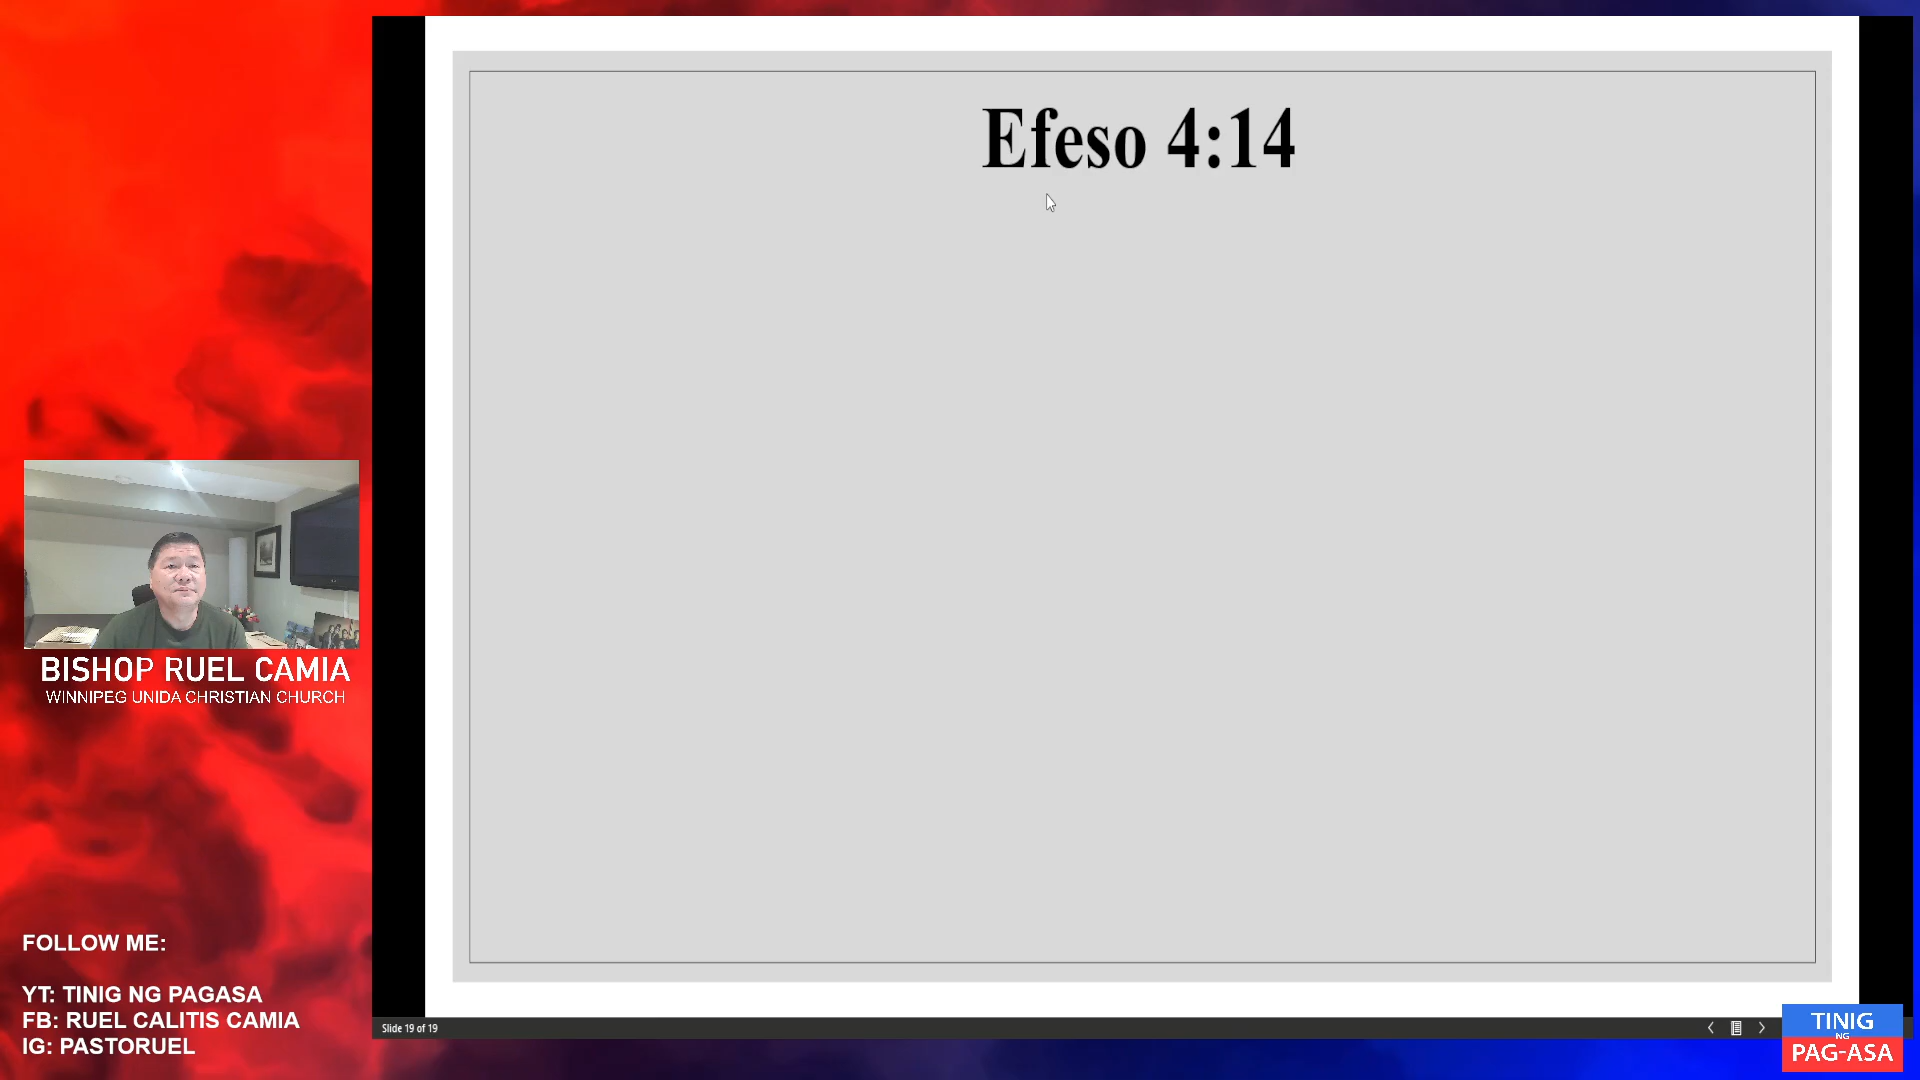 Efeso 4:14
BISHOP RUEL CAMIA
WINNIPEG UNIDA CHRISTIAN CHURCH
FOLLOW ME:
YT: TINIG NG PAGASA
FB: RUEL CALITIS CAMIA
IG: PASTORUEL
Slide 19 of 19
TINIG
NG
PAG-ASA